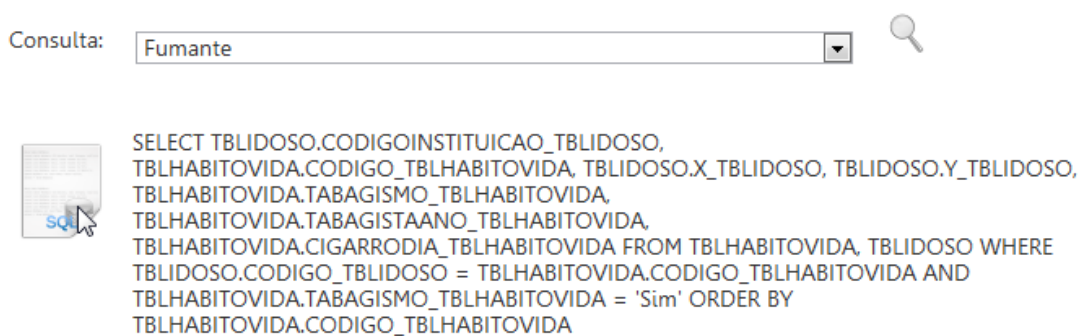 Consulta:
Fumante
SELECT TBLIDOSO.CODIGOINSTITUICAO_TBLIDOSO,
TBLHABITOVIDA.CODIGO_TBLHABITOVIDA, TBLIDOSO.X_TBLIDOSO, TBLIDOSO.Y_TBLIDOSO,
TBLHABITOVIDA.TABAGISMO_TBLHABITOVIDA,
TBLHABITOVIDA.TABAGISTAANO_TBLHABITOVIDA,
SQL
TBLHABITOVIDA.CIGARRODIA_TBLHABITOVIDA FROM TBLHABITOVIDA, TBLIDOSO WHERE
TBLIDOSO.CODIGO_TBLIDOSO = TBLHABITOVIDA.CODIGO_TBLHABITOVIDA AND
TBLHABITOVIDA.TABAGISMO_TBLHABITOVIDA = 'Sim' ORDER BY
TBLHABITOVIDA.CODIGO_TBLHABITOVIDA